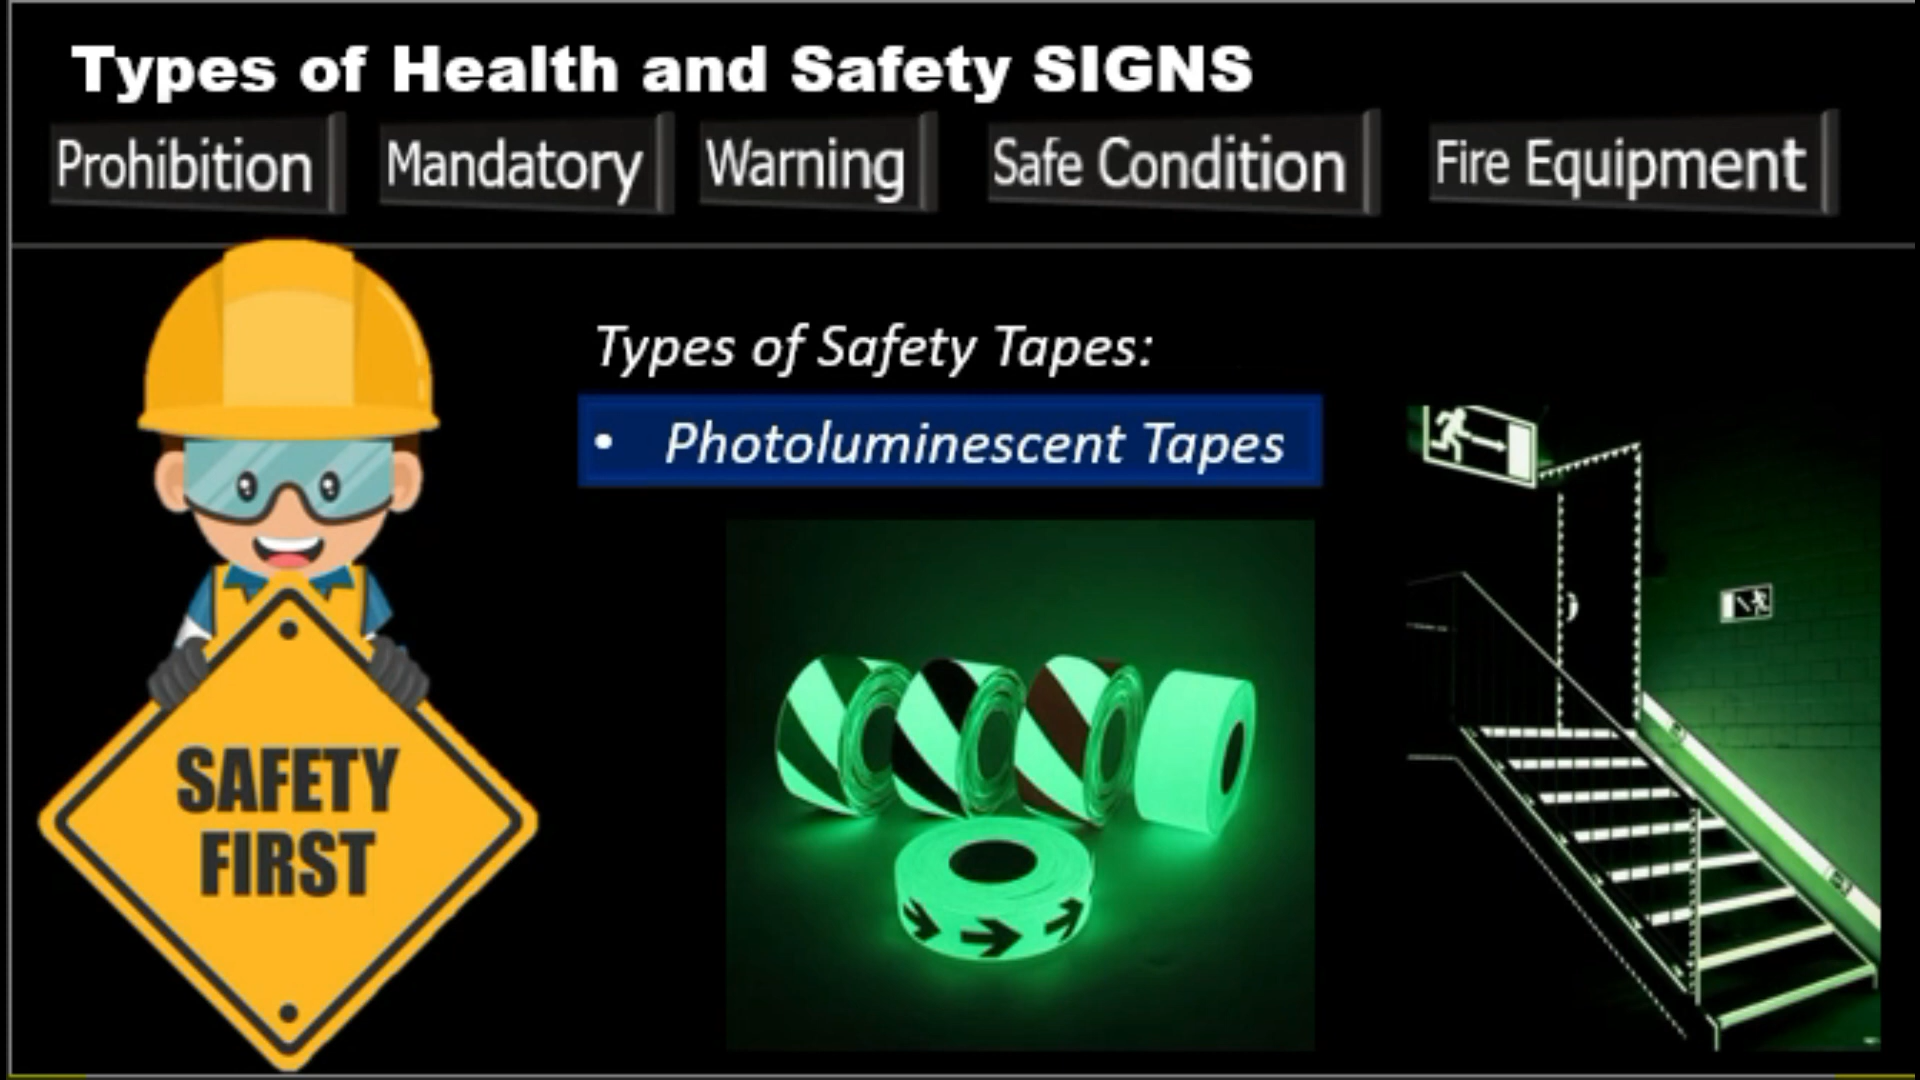 Types of Health and Safety SIGNS
Prohibition Mandatory Warning Safe Condition Fire Equipment
Types of Safety Tapes:
• Photoluminescent Tapes
SAFETY
FIRST